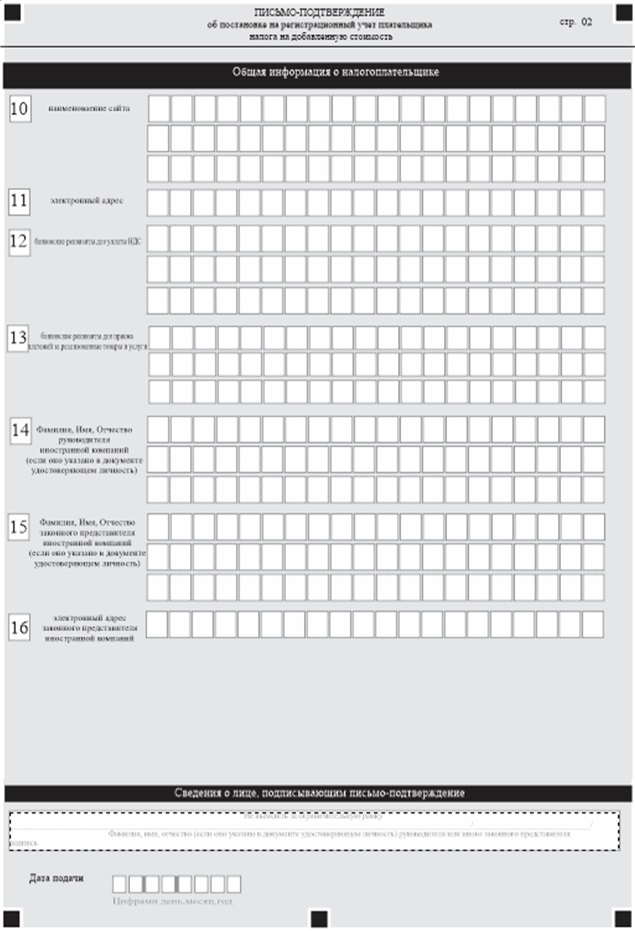 ПИСЬМО-ПОДТВЕРЖДЕНИЕ
об постановке на регистрационный учет плательщика
налога на добавленную стоимость
стр. 02
Общая информация о налогоплательщике
10
наименование сайта
11
электронный адрес
12
банковские реквизиты для уплаты НДС
13
банковские реквизиты для приема
платежей за реализованные товары и услуги
14
Фамилия, Имя, Отчество
руководителя
иностранной компаний
(если оно указано в документе
удостоверяющем личность)
15
Фамилия, Имя, Отчество
законного представителя
иностранной компаний
(если оно указано в документе
удостоверяющем личность)
16
электронный адрес
законного представителя
иностранной компаний
Сведения о лице, подписывающим письмо-подтверждение
Не выходить за ограничительную рамку
/ /
Фамилия, имя, отчество (если оно указано в документе удостоверяющем личность) руководителя или иного законного представителя
подпись
Дата подачи
Цифрами день,месяц,год